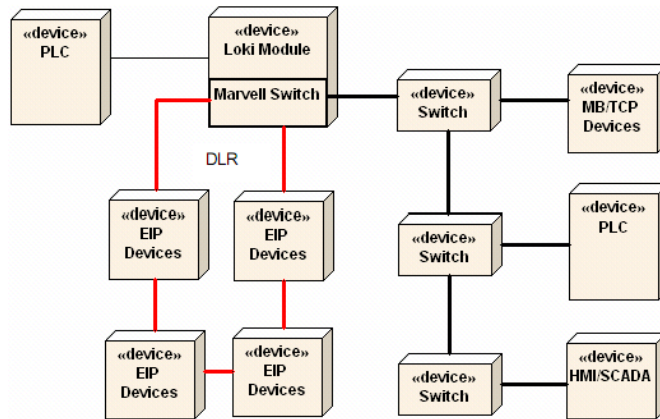 «device»
PLC
«device»
Loki Module
Marvell Switch
«device»
Switch
«device»
MB/TCP
Devices
DLR
«device»
EIP
Devices
«device»
EIP
Devices
«device»
Switch
«device»
PLC
«device»
EIP
Devices
«device»
EIP
Devices
«device»
Switch
«device»
HMI/SCADA